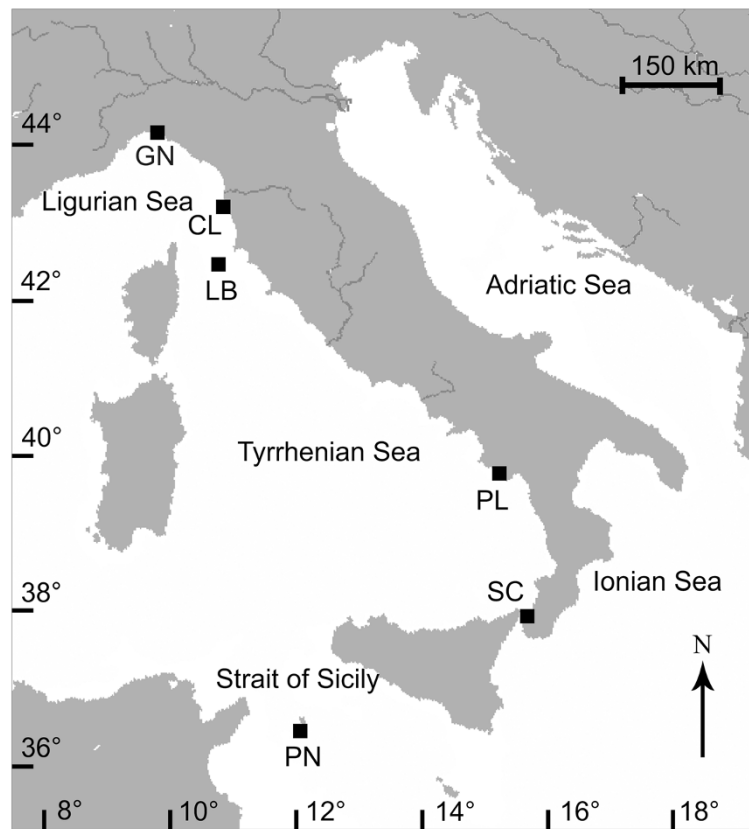 150 km
44°
GN
Ligurian Sea
CL
LB
42°
Adriatic Sea
40°
Tyrrhenian Sea
PL
38°
SC
Ionian Sea
N
Strait of Sicily
PN
36°
8°
10°
12°
14°
16°
18°